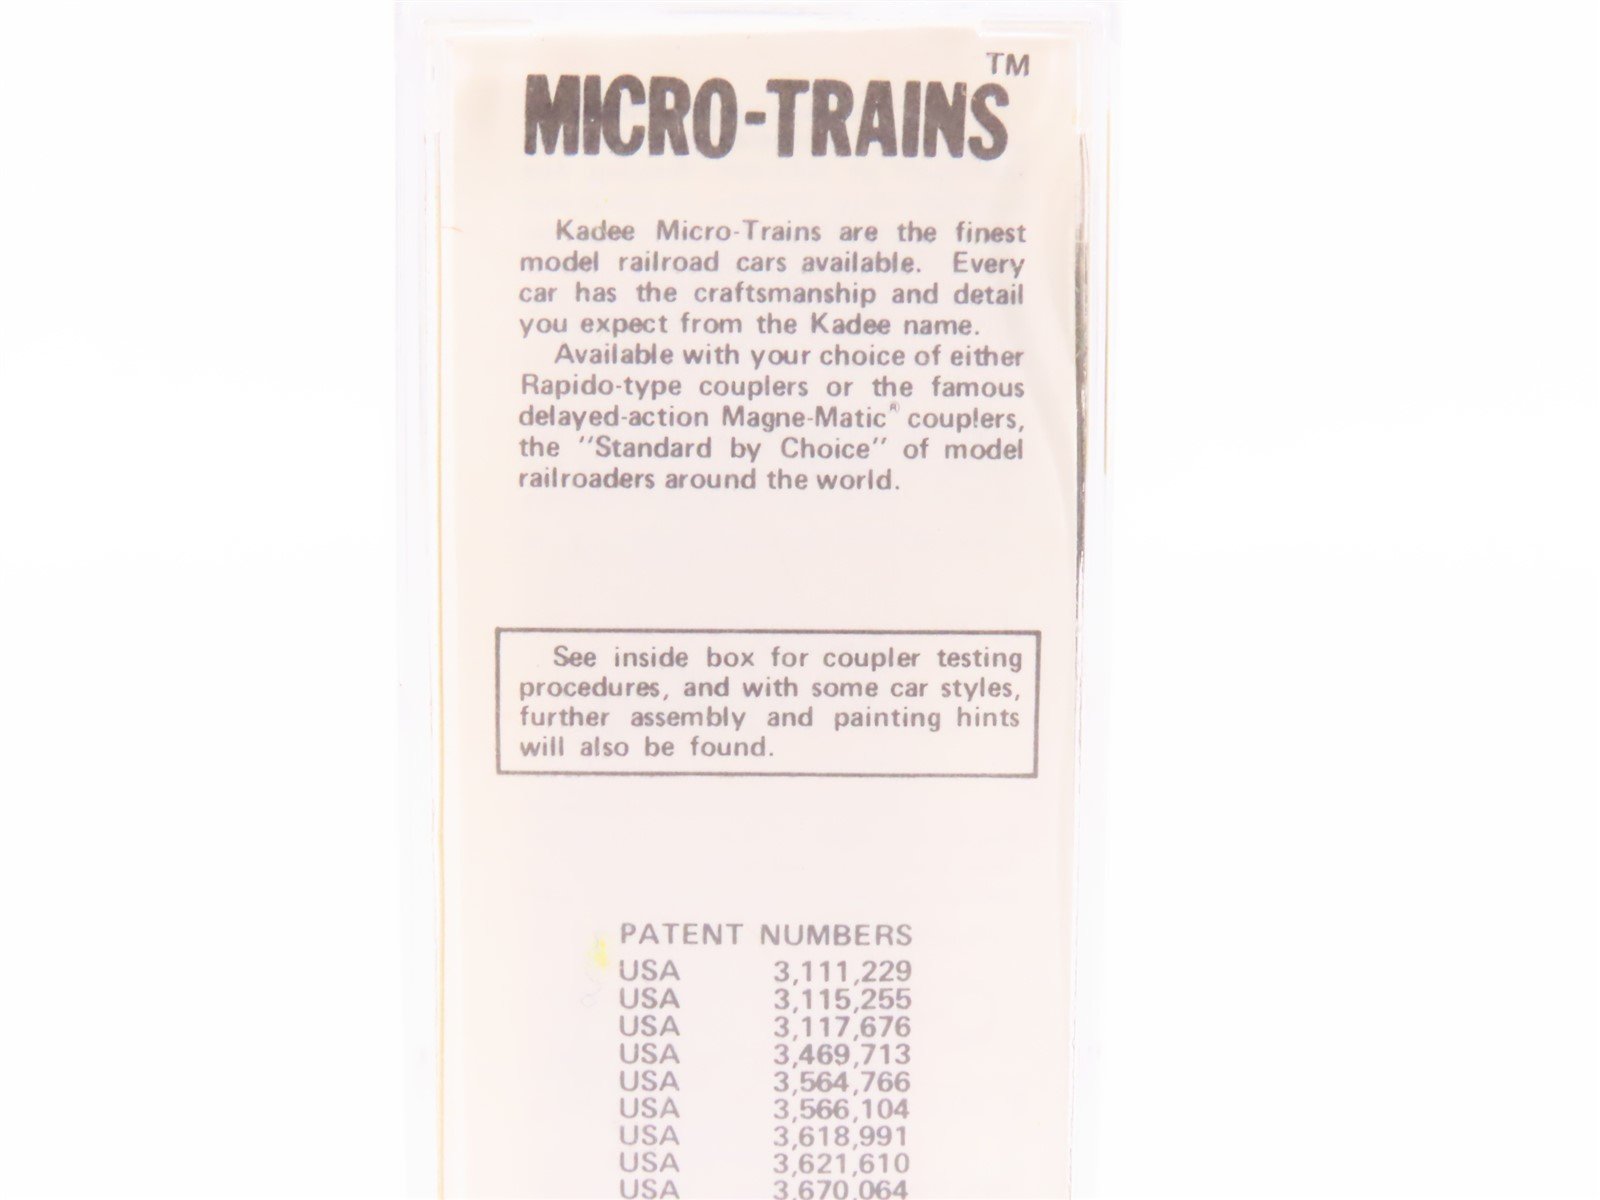 MICRO-TRAINS™
Kadee Micro-Trains are the finest
model railroad cars available. Every
car has the craftsmanship and detail
you expect from the Kadee name.
Available with your choice of either
Rapido-type couplers or the famous
delayed-action Magne-Matic® couplers,
the "Standard by Choice" of model
railroaders around the world.
See inside box for coupler testing
procedures, and with some car styles,
further assembly and painting hints
will also be found.
PATENT NUMBERS
USA 3,111,229
USA 3,115,255
USA 3,117,676
USA 3,469,713
USA 3,564,766
USA 3,566,104
USA 3,618,991
USA 3,621,610
USA 3,670,064